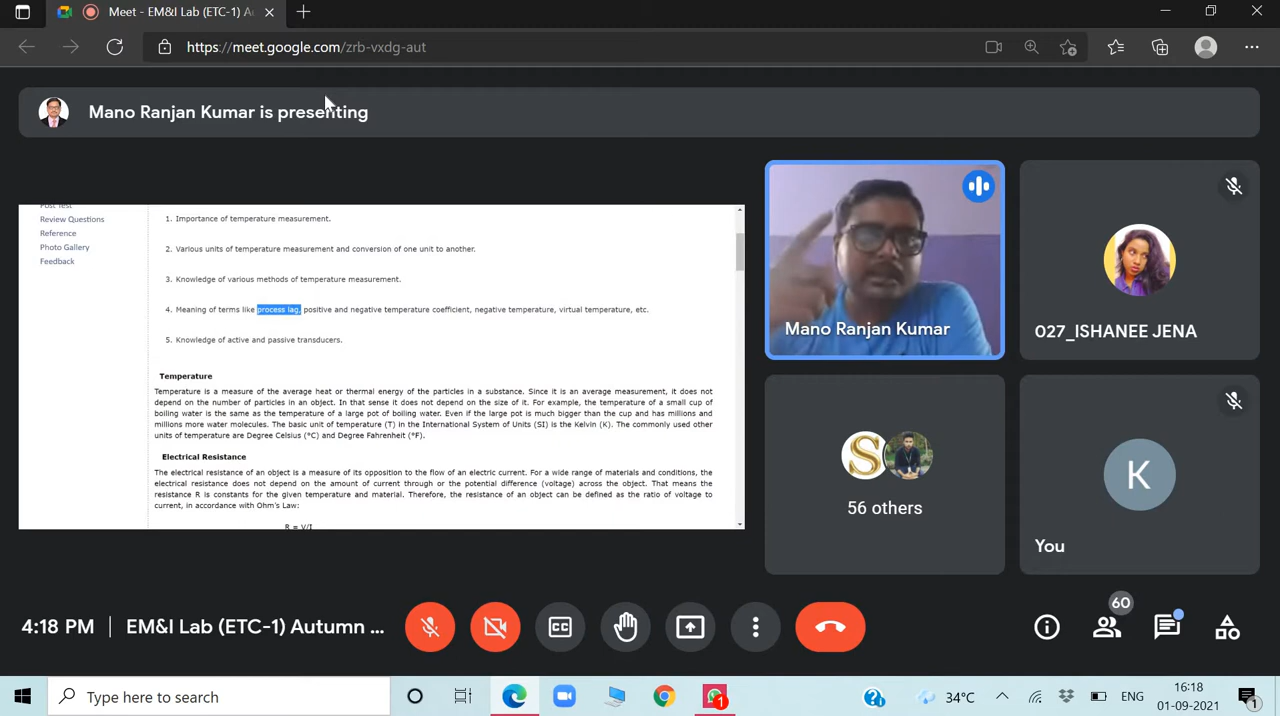 Meet - EM&I Lab (ETC-1) A
https://meet.google.com/zrb-vxdg-aut
Mano Ranjan Kumar is presenting
Post Test
Review Questions
Reference
Photo Gallery
Feedback
1. Importance of temperature measurement.
2. Various units of temperature measurement and conversion of one unit to another.
3. Knowledge of various methods of temperature measurement.
4. Meaning of terms like process lag, positive and negative temperature coefficient, negative temperature, virtual temperature, etc.
5. Knowledge of active and passive transducers.
Temperature
Temperature is a measure of the average heat or thermal energy of the particles in a substance. Since it is an average measurement, it does not
depend on the number of particles in an object. In that sense it does not depend on the size of it. For example, the temperature of a small cup of
boiling water is the same as the temperature of a large pot of boiling water. Even if the large pot is much bigger than the cup and has millions and
millions more water molecules. The basic unit of temperature (T) in the International System of Units (SI) is the Kelvin (K). The commonly used other
units of temperature are Degree Celsius (°C) and Degree Fahrenheit (°F).
Electrical Resistance
The electrical resistance of an object is a measure of its opposition to the flow of an electric current. For a wide range of materials and conditions, the
electrical resistance does not depend on the amount of current through or the potential difference (voltage) across the object. That means the
resistance R is constants for the given temperature and material. Therefore, the resistance of an object can be defined as the ratio of voltage to
current, in accordance with Ohm's Law:
R = V/I
Mano Ranjan Kumar
027_ISHANEE JENA
S
56 others
K
You
4:18 PM | EM&I Lab (ETC-1) Autumn ...
CC
60
Type here to search
1
34°C
ENG
16:18
01-09-2021
1